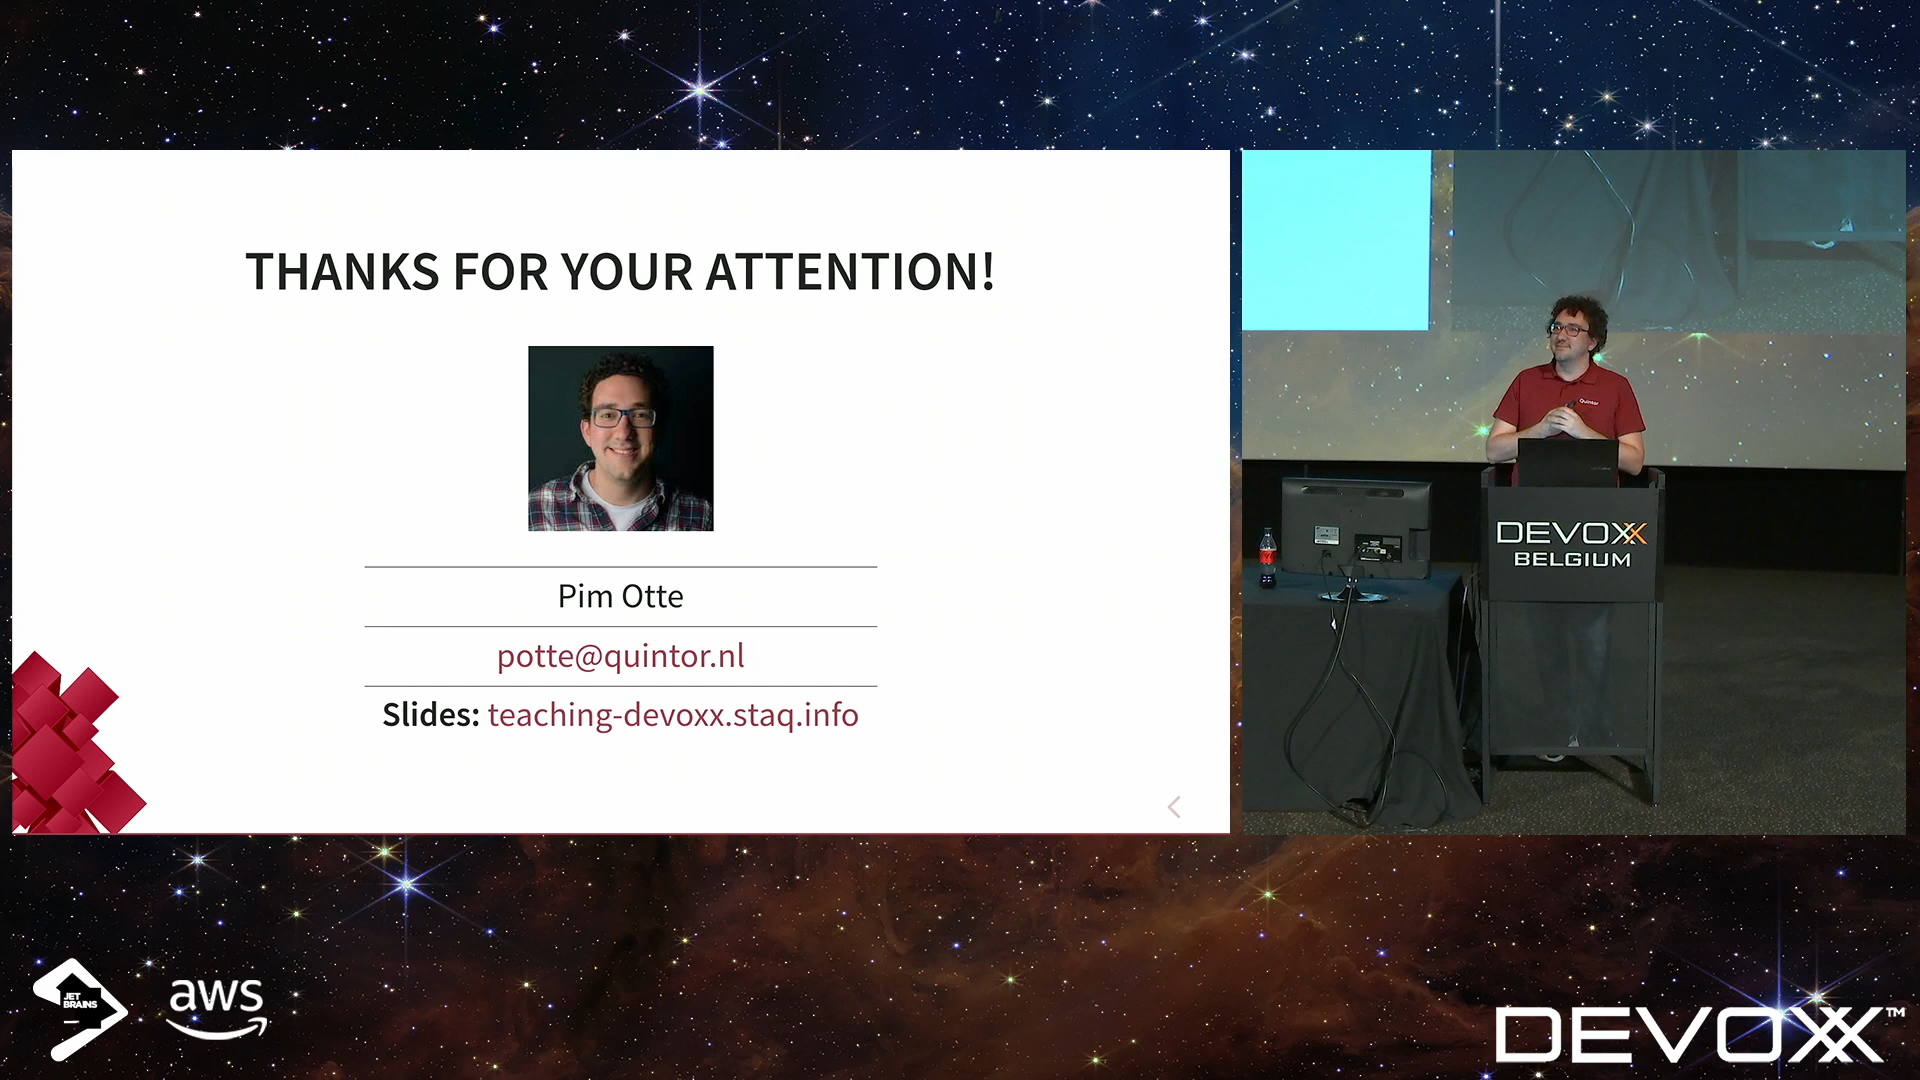 THANKS FOR YOUR ATTENTION!
Pim Otte
potte@quintor.nl
Slides: teaching-devoxx.staq.info
Quintor
DEVOXX
BELGIUM
JET
BRAINS
aws
DEVOXX™